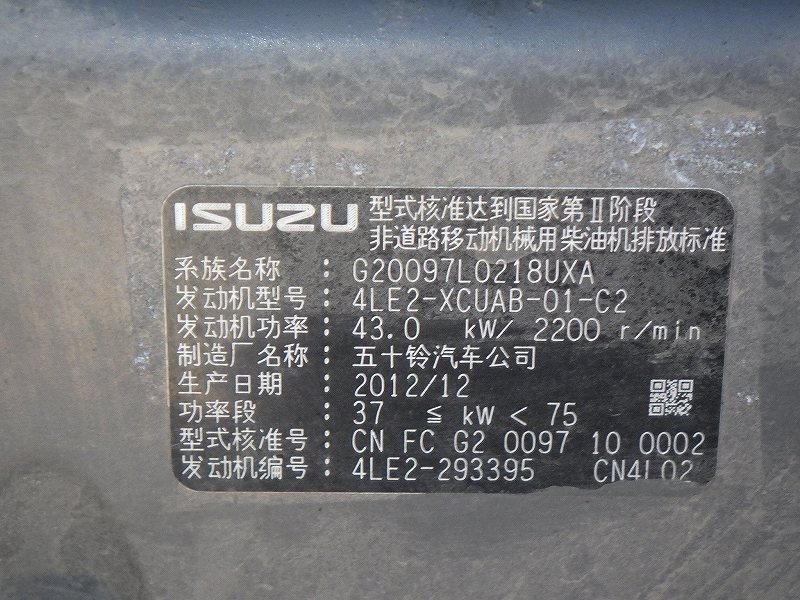 ISUZU 型式核准达到国家第Ⅱ阶段
非道路移动机械用柴油机排放标准
系族名称 : G20097L0218UXA
发动机型号 : 4LE2-XCUAB-01-C2
发动机功率 : 43.0 kW/ 2200 r/min
制造厂名称 : 五十铃汽车公司
生产日期 : 2012/12
功率段 : 37 ≦ kW < 75
型式核准号 : CN FC G2 0097 10 0002
发动机编号 : 4LE2-293395 CN4L02